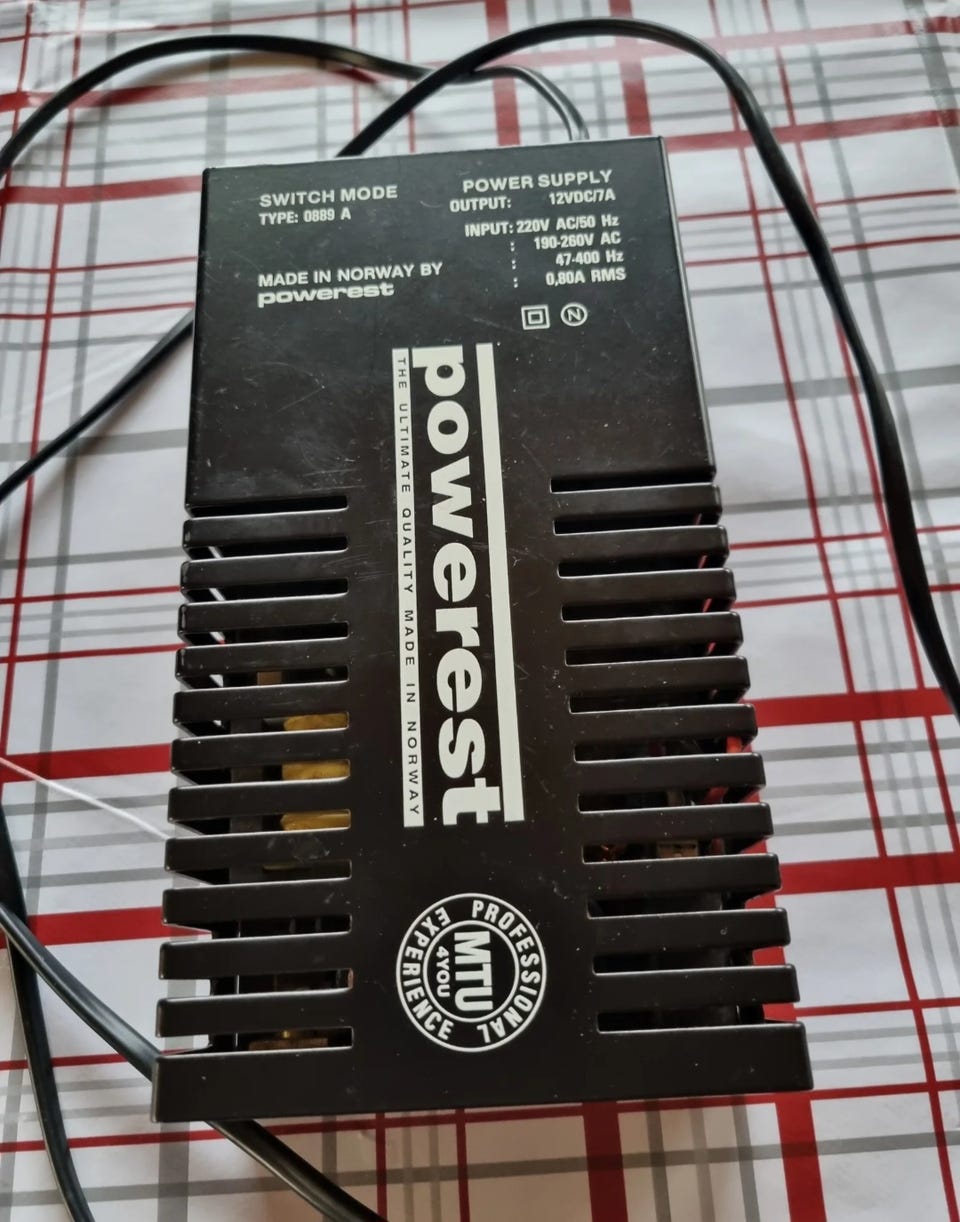 SWITCH MODE
TYPE: 0889 A
MADE IN NORWAY BY
powerest
POWER SUPPLY
OUTPUT: 12VDC/7A
INPUT: 220V AC/50 Hz
: 190-260V AC
: 47-400 Hz
: 0,80A RMS
N
powerest
THE ULTIMATE QUALITY MADE IN NORWAY
PROFESSIONAL
EXPERIENCE
MTU
4YOU